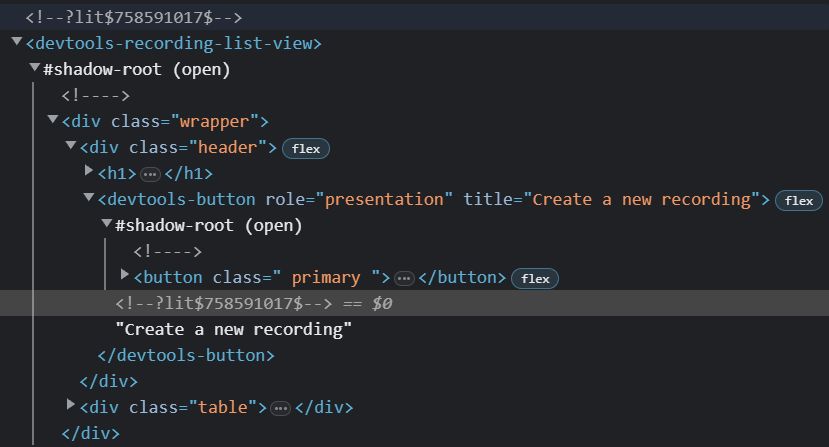 <!--?lit$758591017$-->
<devtools-recording-list-view>
#shadow-root (open)
<!---->
<div class="wrapper">
<div class="header"> flex
<h1> ··· </h1>
<devtools-button role="presentation" title="Create a new recording"> flex
#shadow-root (open)
<!---->
<button class=" primary "> ··· </button> flex
<!--?lit$758591017$--> == $0
"Create a new recording"
</devtools-button>
</div>
<div class="table"> ··· </div>
</div>